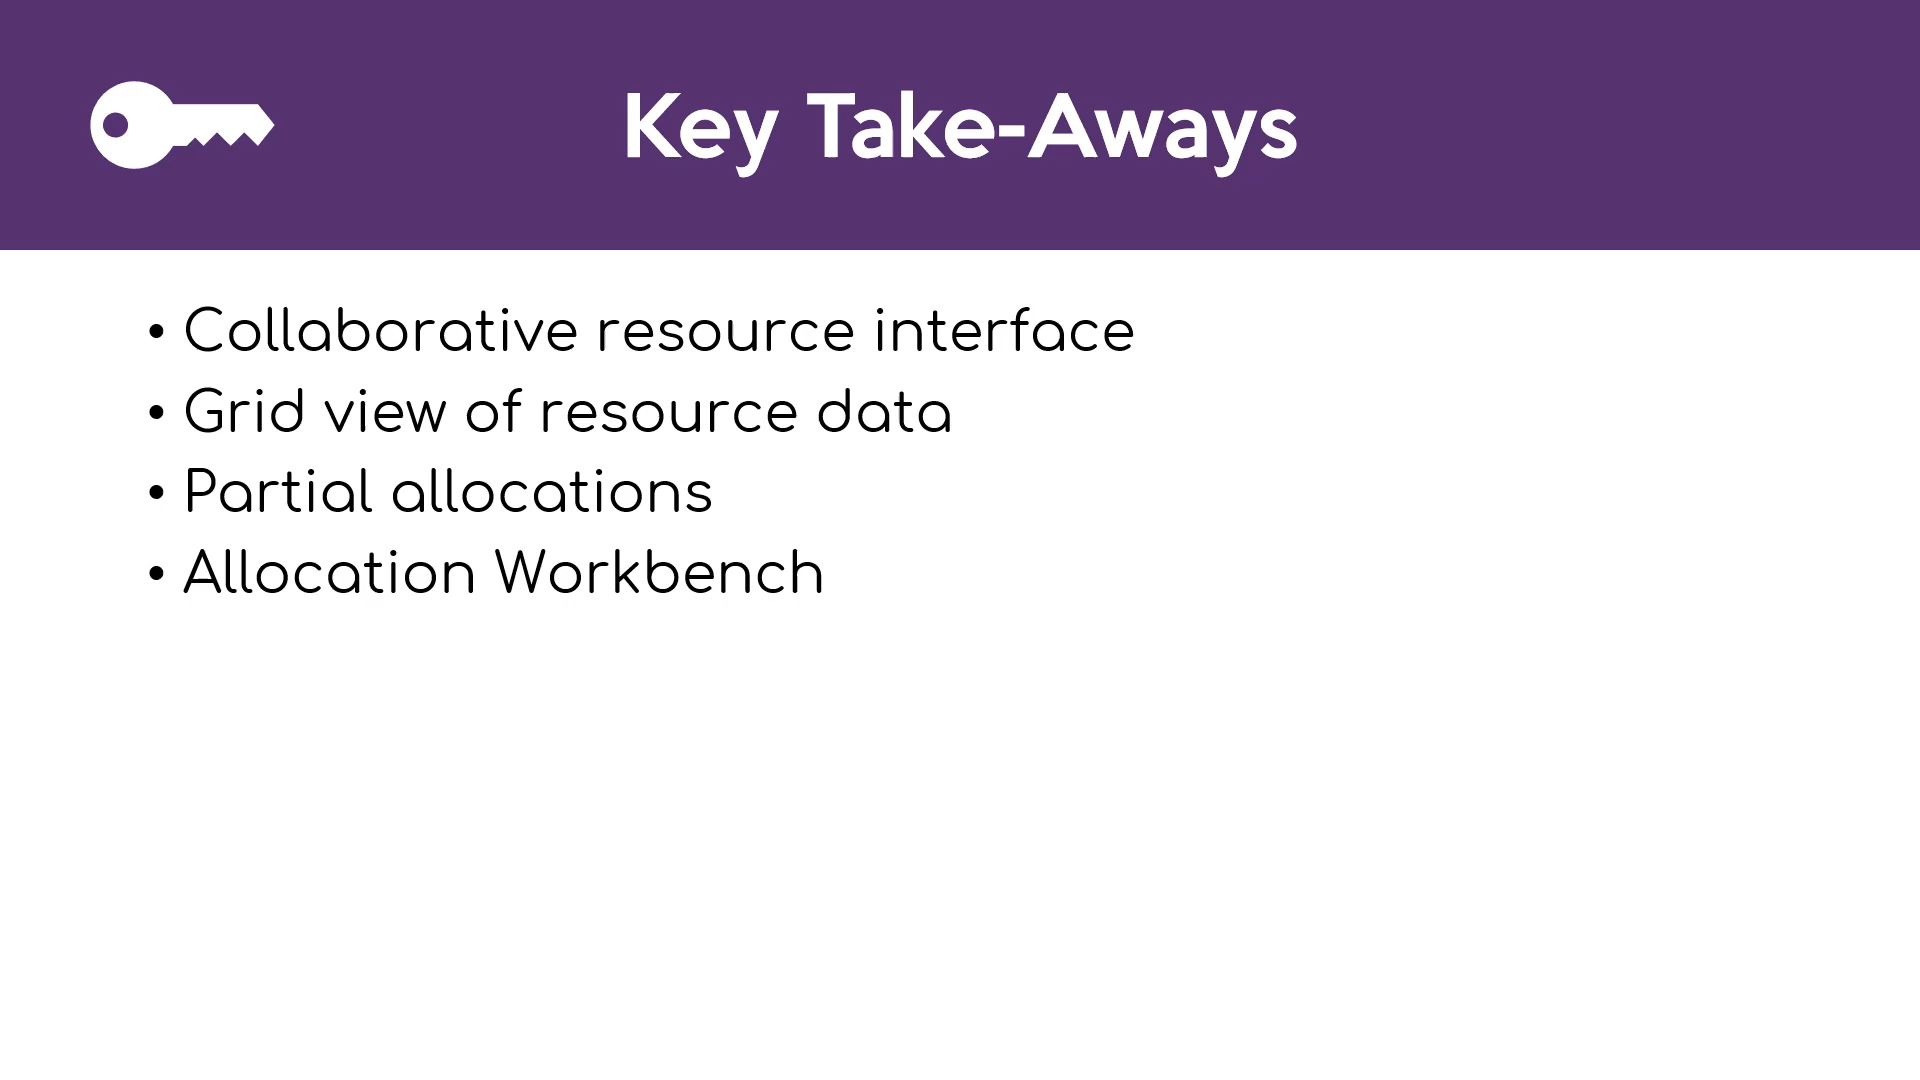 Key Take-Aways
• Collaborative resource interface
• Grid view of resource data
• Partial allocations
• Allocation Workbench